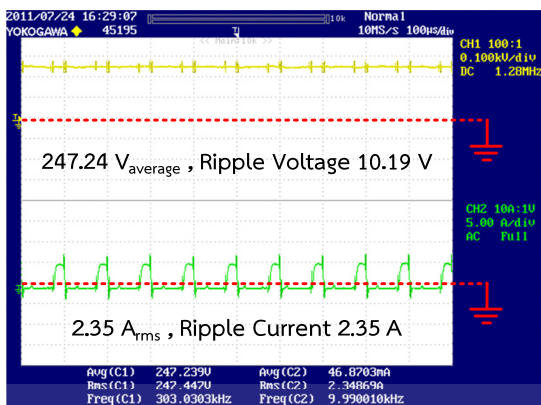 2011/07/24 16:29:07 10k Normal
YOKOGAWA 45195 10MS/s 100µs/div
<< Main:10k >>
CH1 100:1
0.100kV/div
DC 1.28MHz
247.24 Vaverage , Ripple Voltage 10.19 V
CH2 10A:1V
5.00 A/div
AC Full
2.35 Arms , Ripple Current 2.35 A
Avg(C1) 247.239V Avg(C2) 46.8703mA
Rms(C1) 247.447V Rms(C2) 2.34869A
Freq(C1) 303.0303kHz Freq(C2) 9.990010kHz